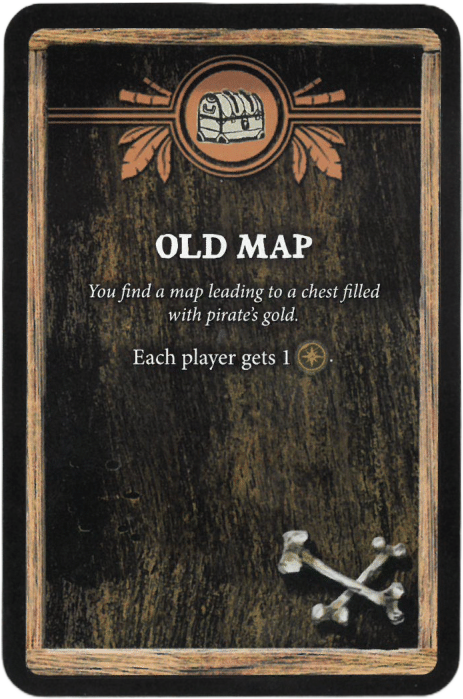 OLD MAP
You find a map leading to a chest filled
with pirate's gold.
Each player gets 1 .